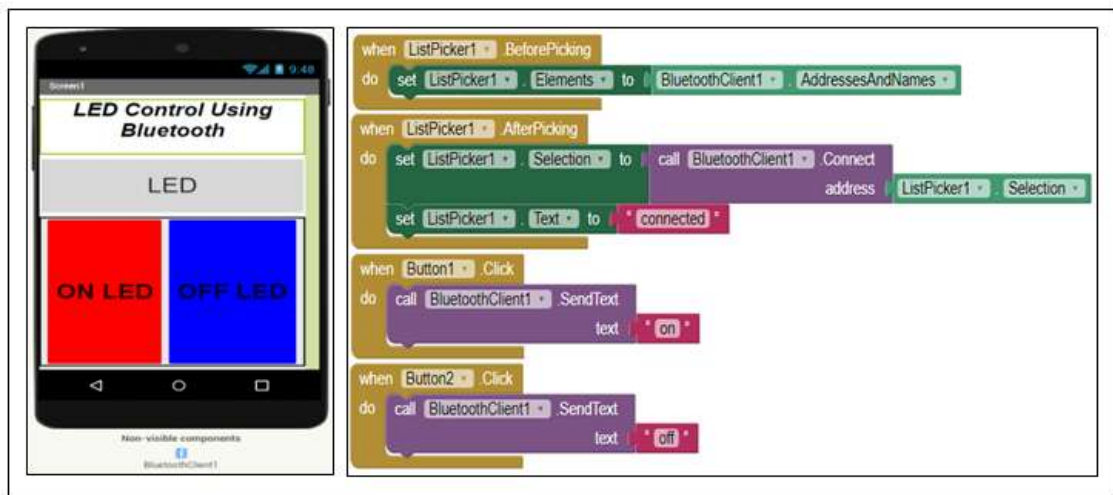 9:48
Screen1
LED Control Using
Bluetooth
LED
ON LED
OFF LED
Non-visible components
BluetoothClient1
when ListPicker1 .BeforePicking
do set ListPicker1 . Elements to BluetoothClient1 . AddressesAndNames
when ListPicker1 .AfterPicking
do set ListPicker1 . Selection to call BluetoothClient1 .Connect
address ListPicker1 . Selection
set ListPicker1 . Text to " connected "
when Button1 .Click
do call BluetoothClient1 .SendText
text " on "
when Button2 .Click
do call BluetoothClient1 .SendText
text " off "